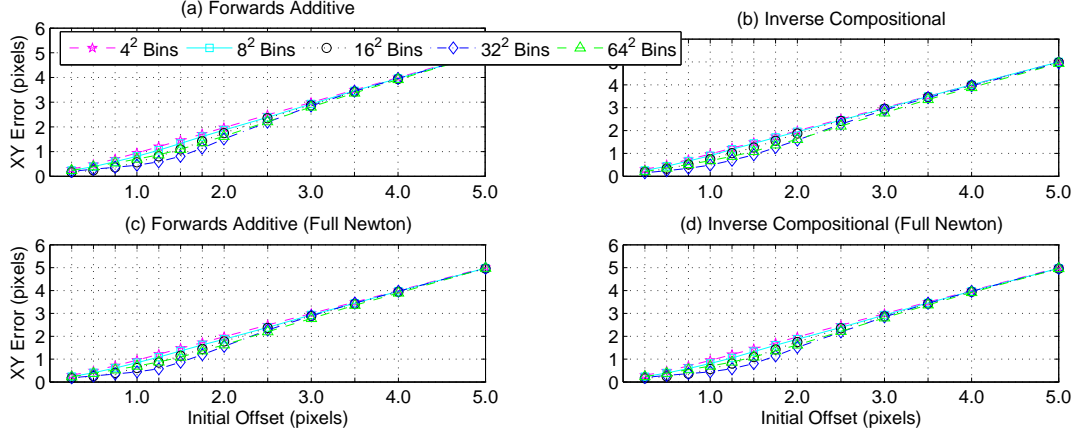 (a) Forwards Additive
(b) Inverse Compositional
4² Bins 8² Bins 16² Bins 32² Bins 64² Bins
XY Error (pixels)
6
5
4
3
2
1
0
1.0 2.0 3.0 4.0 5.0
5
4
3
2
1
0
1.0 2.0 3.0 4.0 5.0
(c) Forwards Additive (Full Newton)
(d) Inverse Compositional (Full Newton)
XY Error (pixels)
6
5
4
3
2
1
0
1.0 2.0 3.0 4.0 5.0
Initial Offset (pixels)
6
5
4
3
2
1
0
1.0 2.0 3.0 4.0 5.0
Initial Offset (pixels)